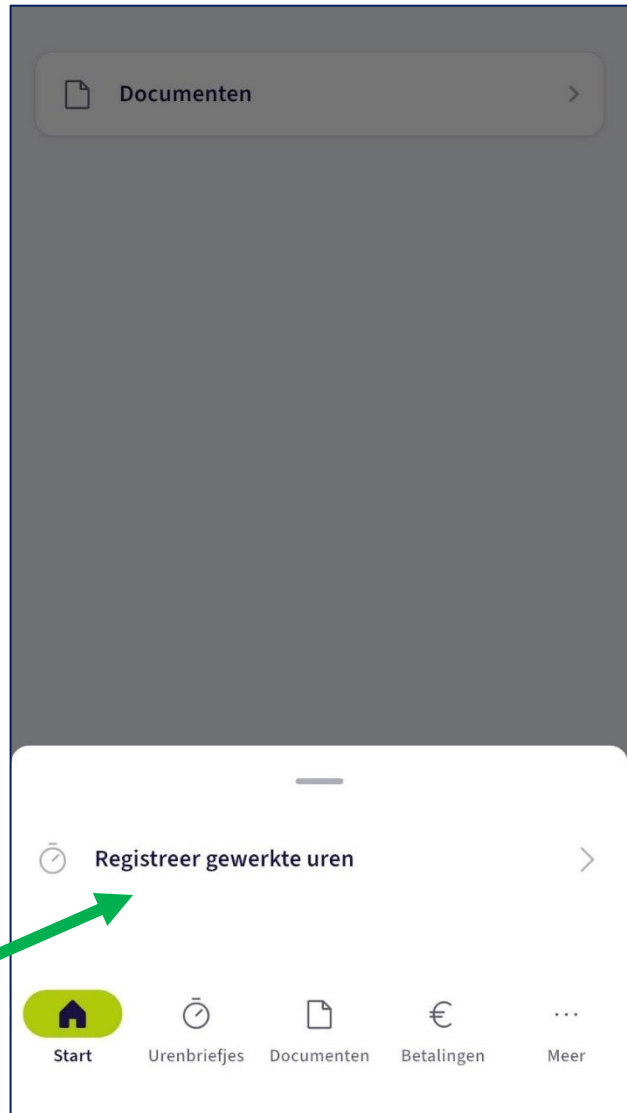 Documenten
Registreer gewerkte uren
Start Urenbriefjes Documenten Betalingen Meer